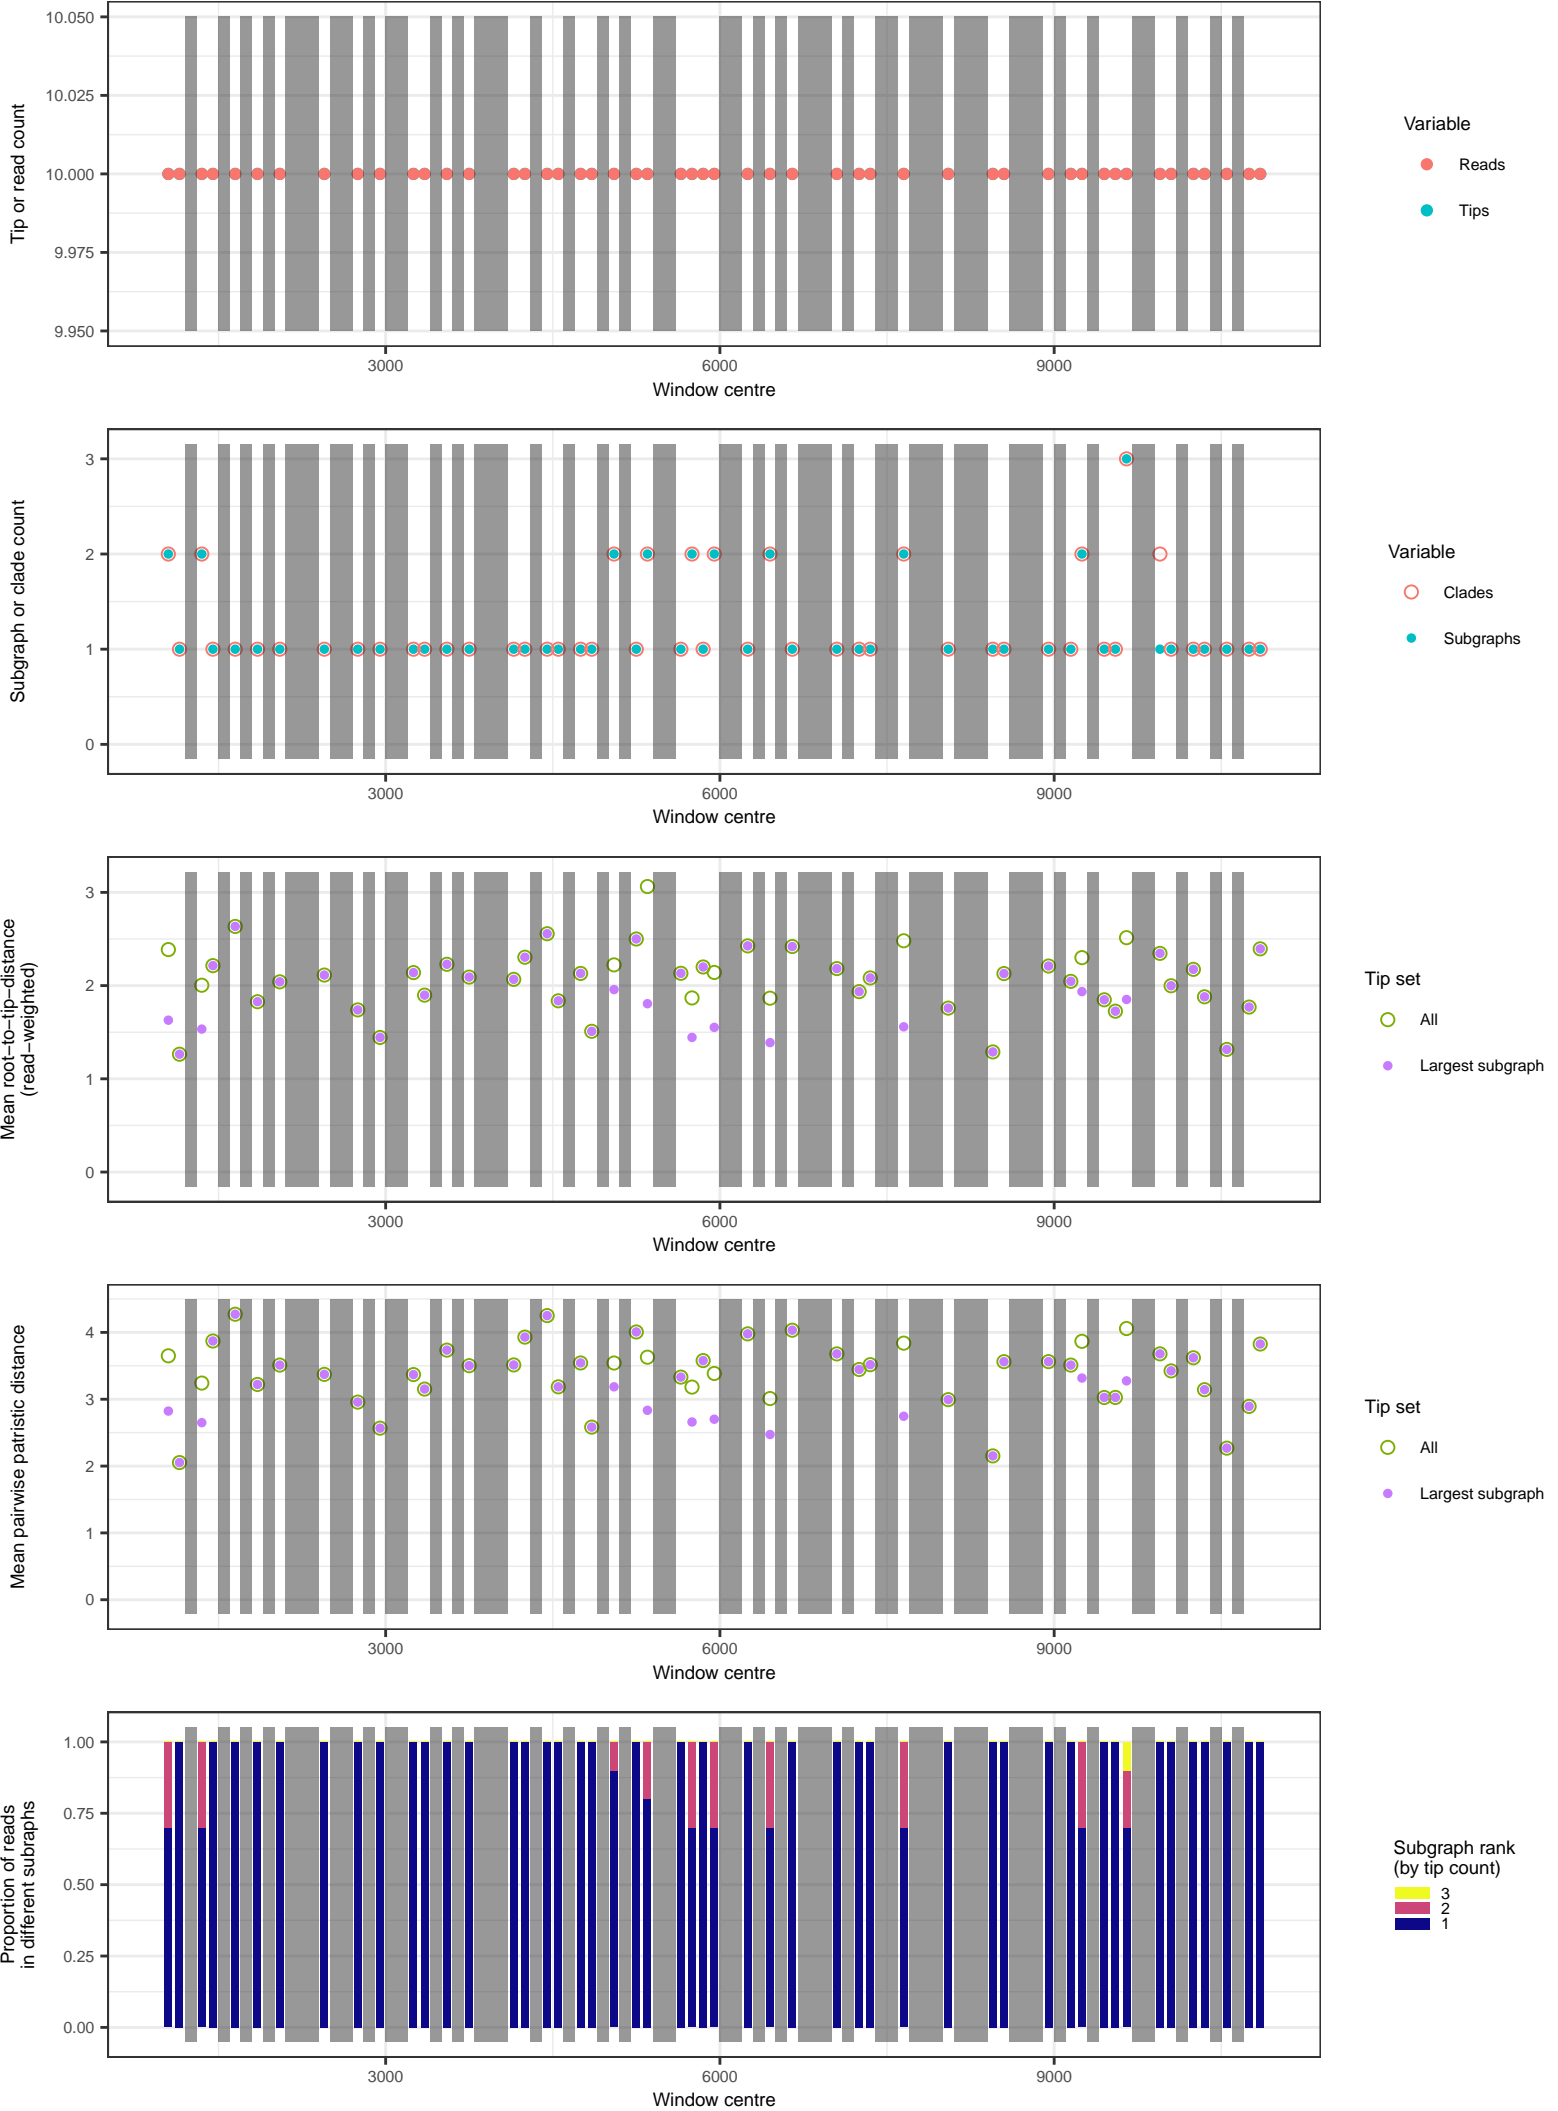 10.050
10.025
10.000
9.975
9.950
Tip or read count
3000
6000
9000
Window centre
Variable
Reads
Tips
3
2
1
0
Subgraph or clade count
3000
6000
9000
Window centre
Variable
Clades
Subgraphs
3
2
1
0
Mean root−to−tip−distance
(read−weighted)
3000
6000
9000
Window centre
Tip set
All
Largest subgraph
4
3
2
1
0
Mean pairwise patristic distance
3000
6000
9000
Window centre
Tip set
All
Largest subgraph
1.00
0.75
0.50
0.25
0.00
Proportion of reads
in different subraphs
3000
6000
9000
Window centre
Subgraph rank
(by tip count)
3
2
1